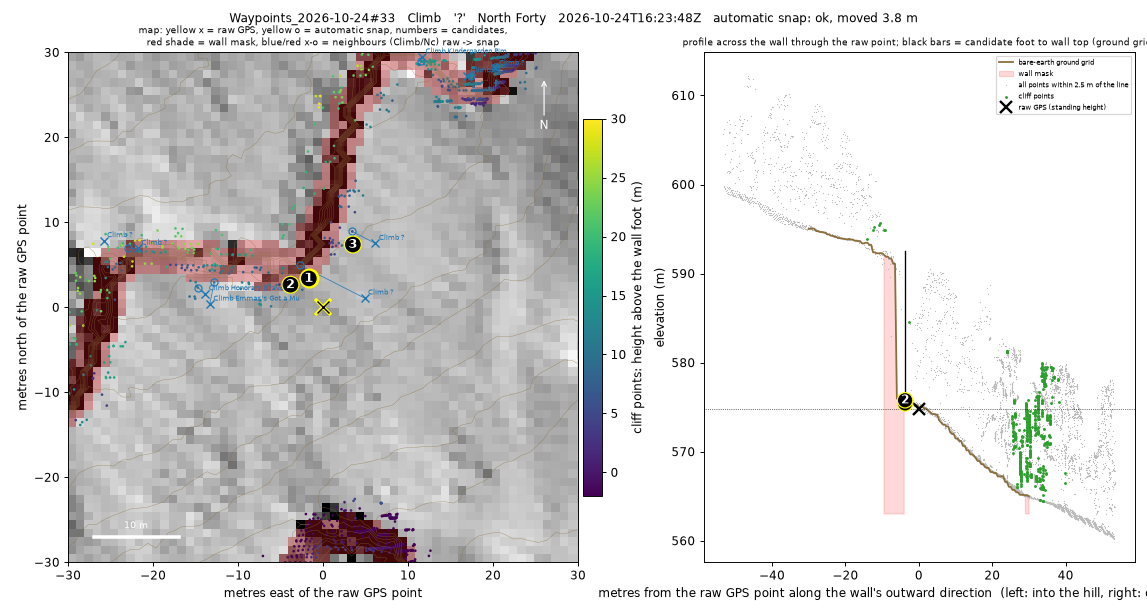 Waypoints_2026-10-24#33 Climb '?' North Forty 2026-10-24T16:23:48Z automatic snap: ok, moved 3.8 m
map: yellow x = raw GPS, yellow o = automatic snap, numbers = candidates,
red shade = wall mask, blue/red x-o = neighbours (Climb/Nc) raw -> snap
metres north of the raw GPS point
30
20
10
0
−10
−20
−30
−30
−20
−10
0
10
20
30
metres east of the raw GPS point
N
Climb ?
Climb ?
Climb ?
Climb ?
Climb Emmas's Got a Mu
1
2
3
10 m
30
25
20
15
10
5
0
cliff points: height above the wall foot (m)
profile across the wall through the raw point; black bars = candidate foot to wall top (ground gri
bare-earth ground grid
wall mask
all points within 2.5 m of the line
cliff points
raw GPS (standing height)
2
elevation (m)
610
600
590
580
570
560
−40
−20
0
20
40
metres from the raw GPS point along the wall's outward direction (left: into the hill, right: